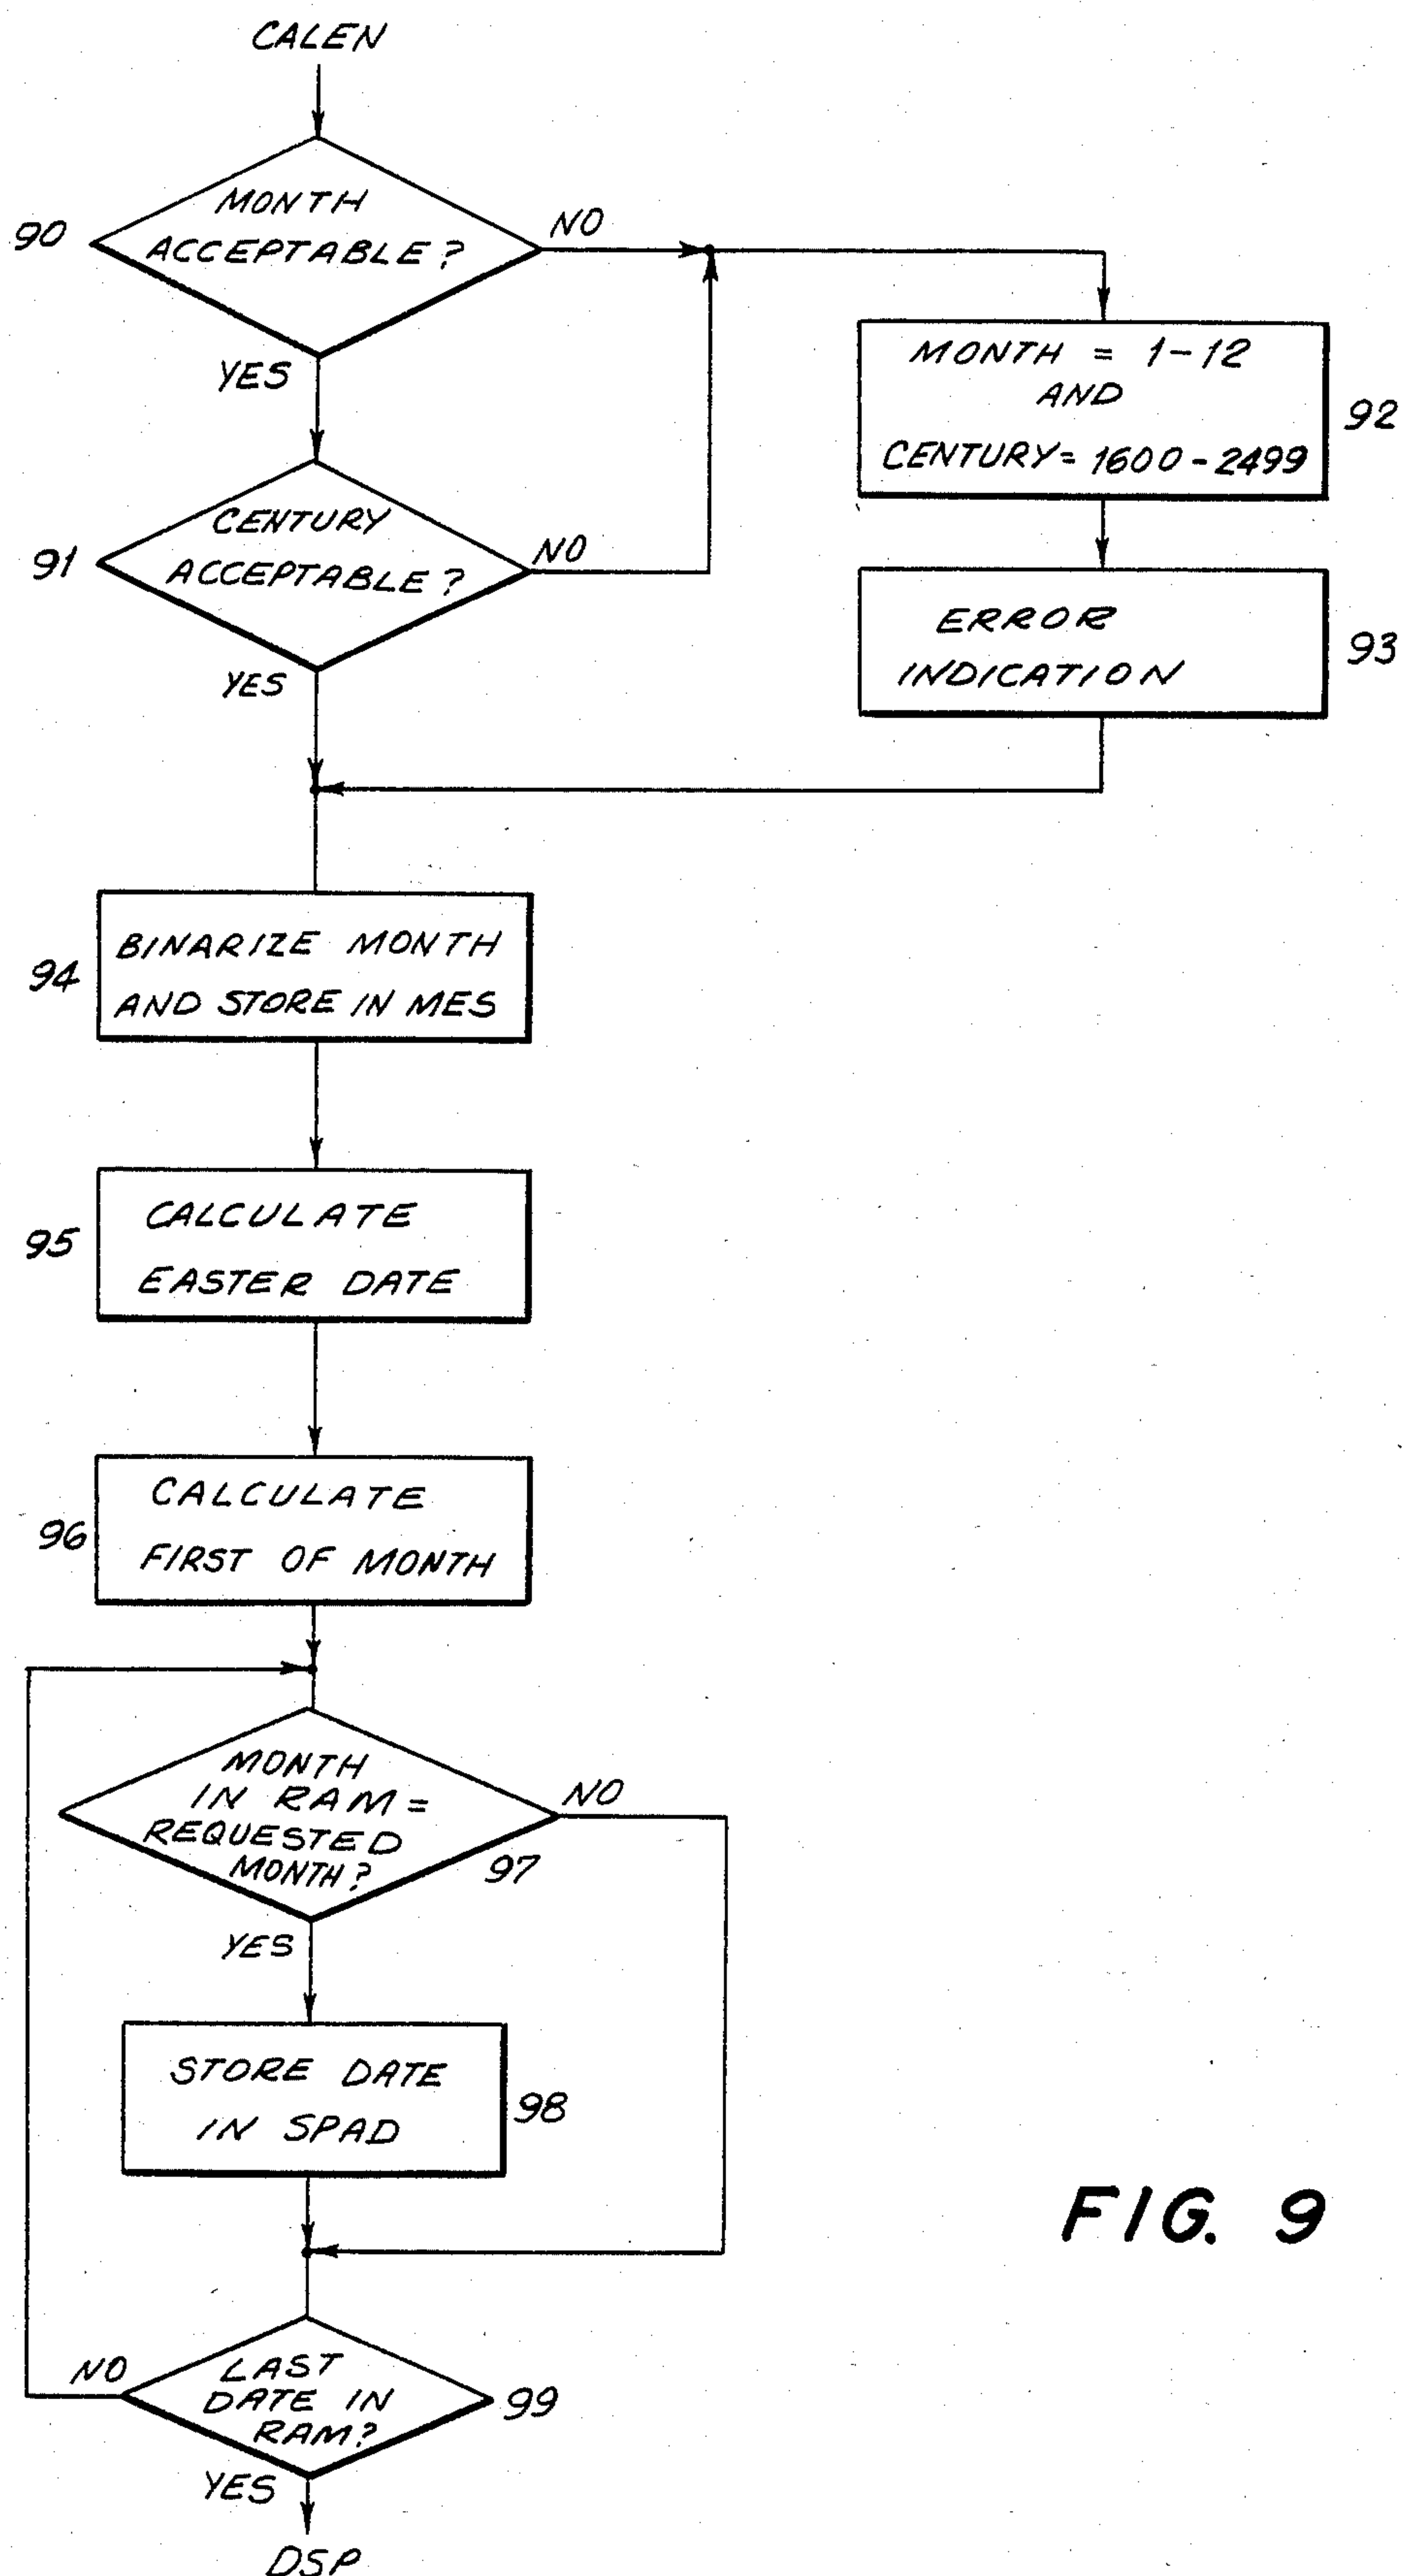 CALEN
MONTH
ACCEPTABLE?
90
NO
YES
MONTH = 1-12
AND
CENTURY= 1600-2499
92
CENTURY
ACCEPTABLE?
91
NO
YES
ERROR
INDICATION
93
BINARIZE MONTH
AND STORE IN MES
94
CALCULATE
EASTER DATE
95
CALCULATE
FIRST OF MONTH
96
MONTH
IN RAM =
REQUESTED
MONTH?
97
NO
YES
STORE DATE
IN SPAD
98
LAST
DATE IN
RAM?
99
NO
YES
DSP
FIG. 9